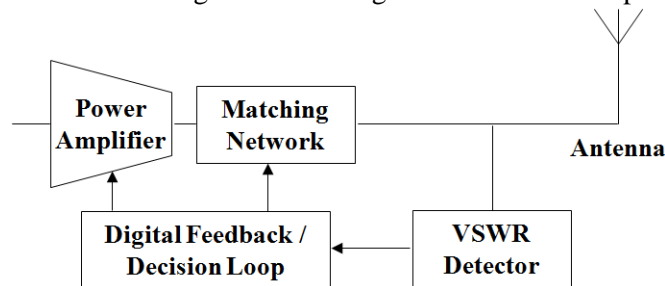 Power
Amplifier
Matching
Network
Antenna
Digital Feedback /
Decision Loop
VSWR
Detector